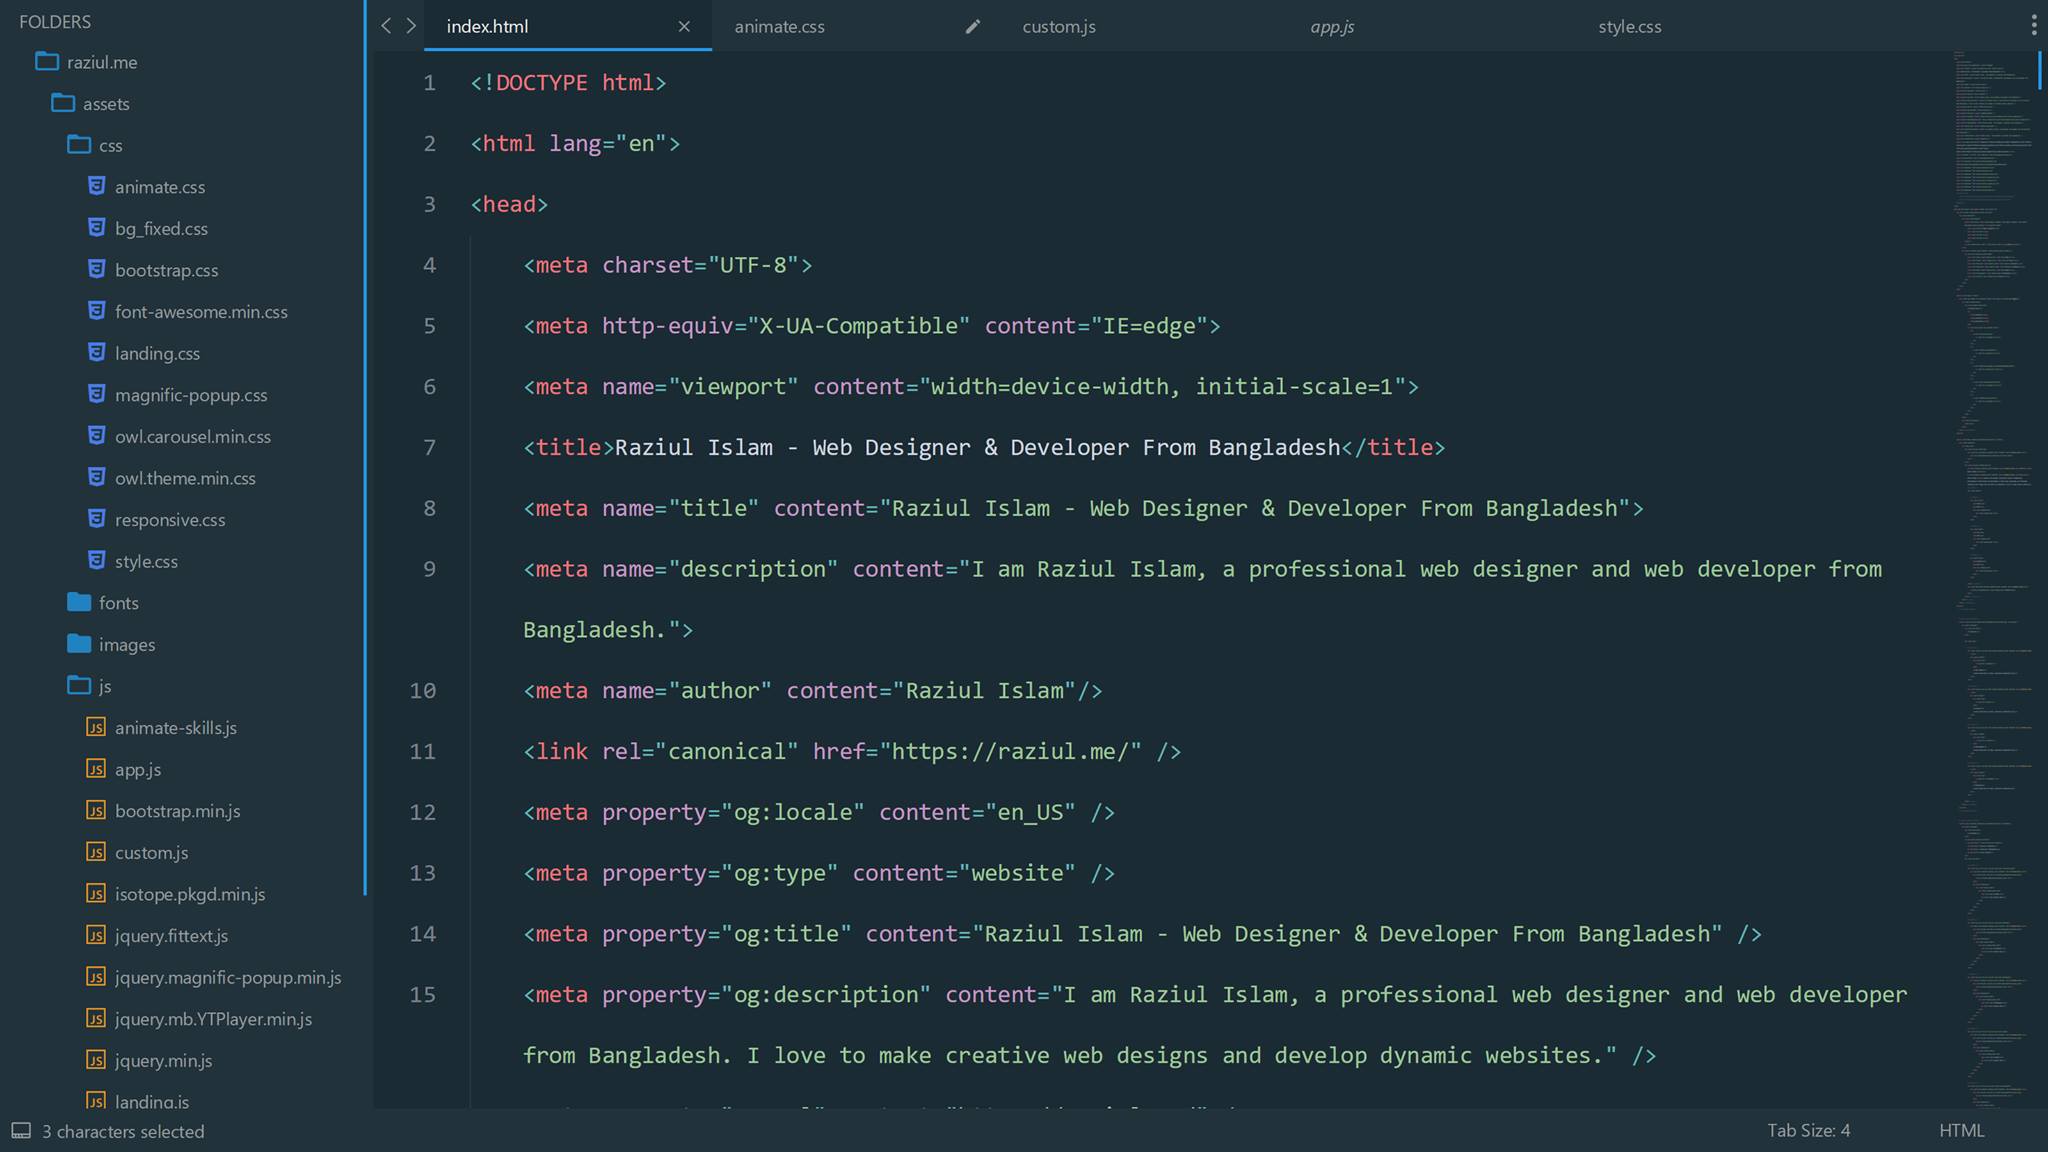 FOLDERS
raziul.me
assets
css
animate.css
bg_fixed.css
bootstrap.css
font-awesome.min.css
landing.css
magnific-popup.css
owl.carousel.min.css
owl.theme.min.css
responsive.css
style.css
fonts
images
js
animate-skills.js
app.js
bootstrap.min.js
custom.js
isotope.pkgd.min.js
jquery.fittext.js
jquery.magnific-popup.min.js
jquery.mb.YTPlayer.min.js
jquery.min.js
landing.js
index.html animate.css custom.js app.js style.css
1 <!DOCTYPE html>
2 <html lang="en">
3 <head>
4 <meta charset="UTF-8">
5 <meta http-equiv="X-UA-Compatible" content="IE=edge">
6 <meta name="viewport" content="width=device-width, initial-scale=1">
7 <title>Raziul Islam - Web Designer & Developer From Bangladesh</title>
8 <meta name="title" content="Raziul Islam - Web Designer & Developer From Bangladesh">
9 <meta name="description" content="I am Raziul Islam, a professional web designer and web developer from
Bangladesh.">
10 <meta name="author" content="Raziul Islam"/>
11 <link rel="canonical" href="https://raziul.me/" />
12 <meta property="og:locale" content="en_US" />
13 <meta property="og:type" content="website" />
14 <meta property="og:title" content="Raziul Islam - Web Designer & Developer From Bangladesh" />
15 <meta property="og:description" content="I am Raziul Islam, a professional web designer and web developer
from Bangladesh. I love to make creative web designs and develop dynamic websites." />
3 characters selected
Tab Size: 4 HTML